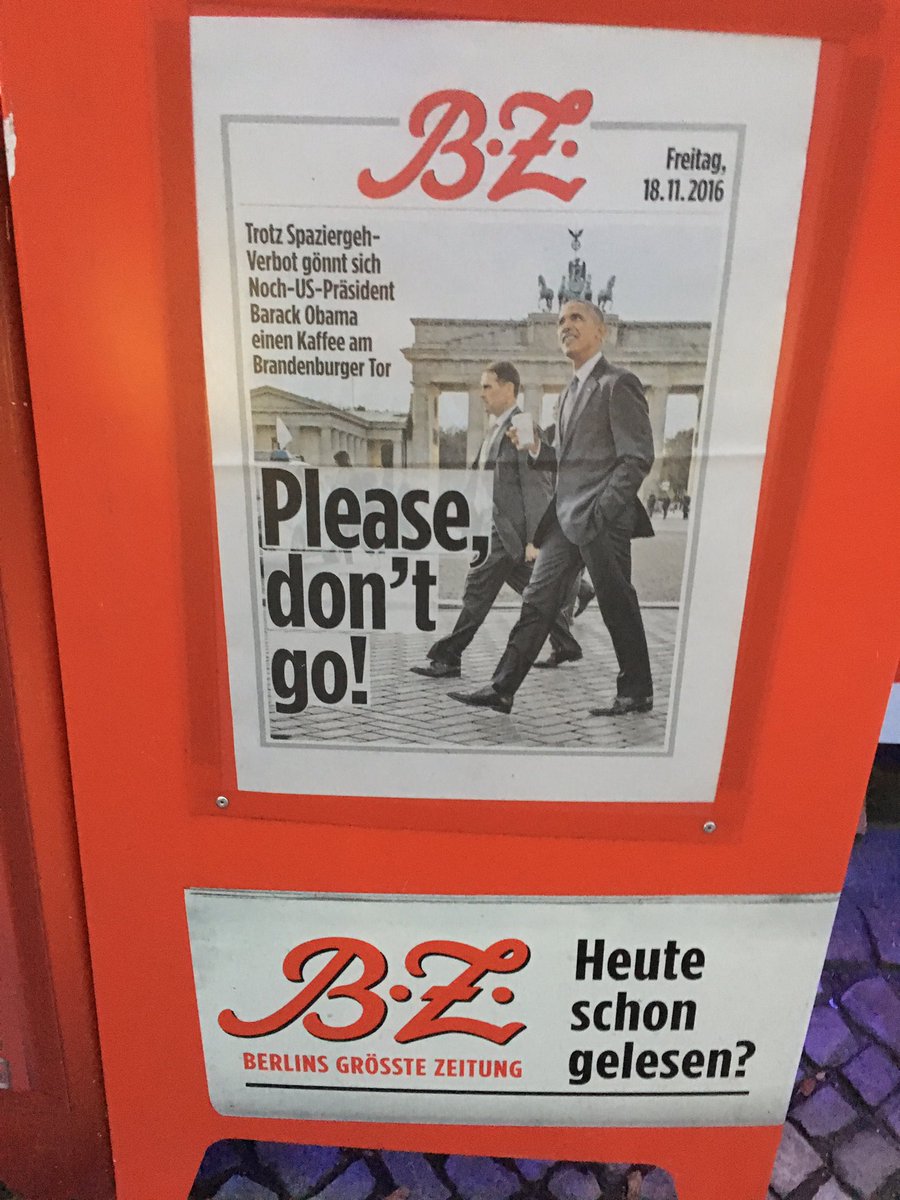 B.Z.
Freitag,
18.11.2016
Trotz Spaziergeh-
Verbot gönnt sich
Noch-US-Präsident
Barack Obama
einen Kaffee am
Brandenburger Tor
Please,
don't
go!
B.Z.
BERLINS GRÖSSTE ZEITUNG
Heute
schon
gelesen?